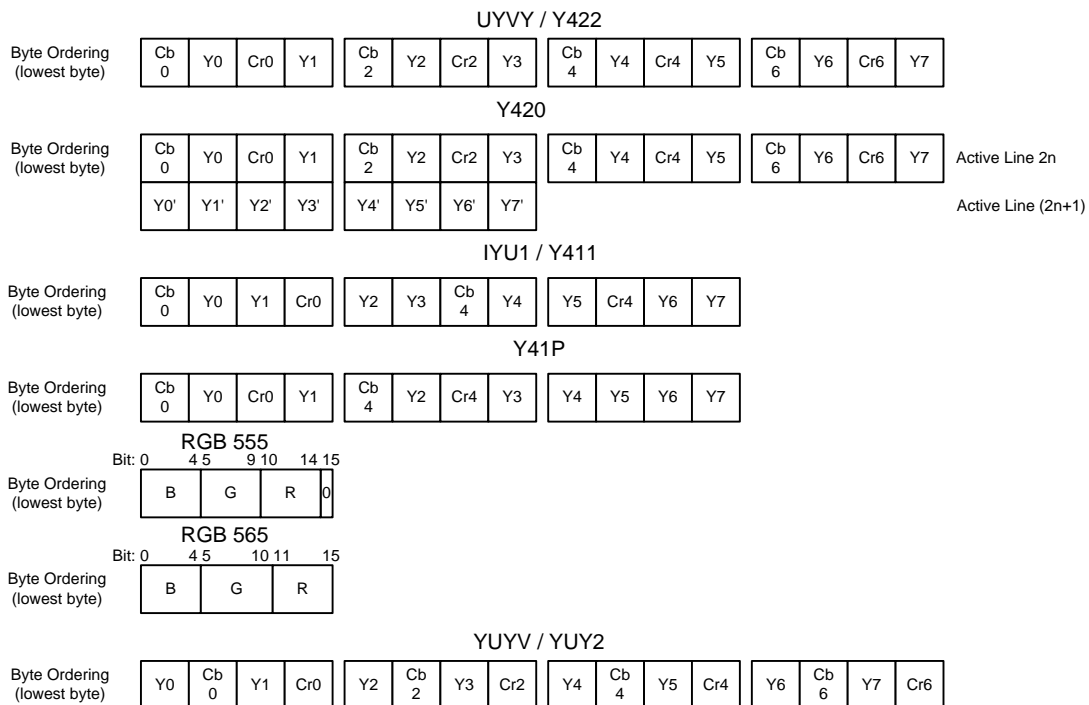 UYVY / Y422
Byte Ordering
(lowest byte)
Cb 0 Y0 Cr0 Y1 Cb 2 Y2 Cr2 Y3 Cb 4 Y4 Cr4 Y5 Cb 6 Y6 Cr6 Y7
Y420
Byte Ordering
(lowest byte)
Cb 0 Y0 Cr0 Y1 Cb 2 Y2 Cr2 Y3 Cb 4 Y4 Cr4 Y5 Cb 6 Y6 Cr6 Y7 Active Line 2n
Y0' Y1' Y2' Y3' Y4' Y5' Y6' Y7' Active Line (2n+1)
IYU1 / Y411
Byte Ordering
(lowest byte)
Cb 0 Y0 Y1 Cr0 Y2 Y3 Cb 4 Y4 Y5 Cr4 Y6 Y7
Y41P
Byte Ordering
(lowest byte)
Cb 0 Y0 Cr0 Y1 Cb 4 Y2 Cr4 Y3 Y4 Y5 Y6 Y7
RGB 555
Bit: 0 4 5 9 10 14 15
Byte Ordering
(lowest byte)
B G R 0
RGB 565
Bit: 0 4 5 10 11 15
Byte Ordering
(lowest byte)
B G R
YUYV / YUY2
Byte Ordering
(lowest byte)
Y0 Cb 0 Y1 Cr0 Y2 Cb 2 Y3 Cr2 Y4 Cb 4 Y5 Cr4 Y6 Cb 6 Y7 Cr6